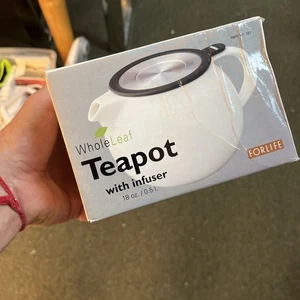 WholeLeaf
Teapot
with infuser
18 oz. / 0.5 l.
FORLIFE